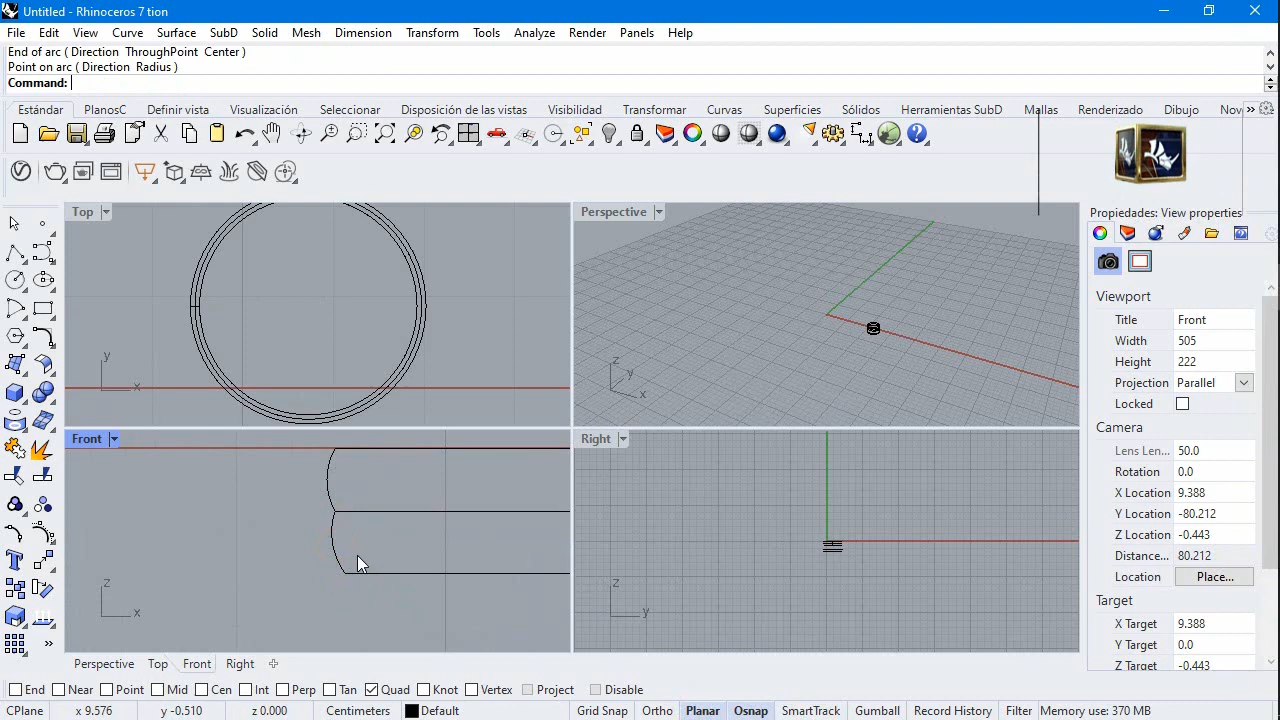 Untitled - Rhinoceros 7 tion
File Edit View Curve Surface SubD Solid Mesh Dimension Transform Tools Analyze Render Panels Help
End of arc ( Direction ThroughPoint Center )
Point on arc ( Direction Radius )
Command:
Estándar PlanosC Definir vista Visualización Seleccionar Disposición de las vistas Visibilidad Transformar Curvas Superficies Sólidos Herramientas SubD Mallas Renderizado Dibujo Nov
Top
Perspective
Propiedades: View properties
Viewport
Title Front
Width 505
Height 222
Projection Parallel
Locked
Camera
Lens Len... 50.0
Rotation 0.0
X Location 9.388
Y Location -80.212
Z Location -0.443
Distance... 80.212
Location Place...
Target
X Target 9.388
Y Target 0.0
Z Target -0.443
y
x
z
y
x
Front
Right
z
x
z
y
Perspective Top Front Right
End Near Point Mid Cen Int Perp Tan Quad Knot Vertex Project Disable
CPlane x 9.576 y -0.510 z 0.000 Centimeters Default Grid Snap Ortho Planar Osnap SmartTrack Gumball Record History Filter Memory use: 370 MB